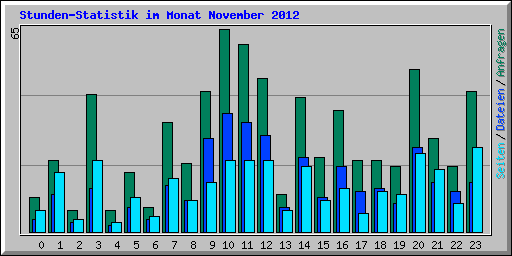 Stunden-Statistik im Monat November 2012
65
Seiten / Dateien / Anfragen
0 1 2 3 4 5 6 7 8 9 10 11 12 13 14 15 16 17 18 19 20 21 22 23